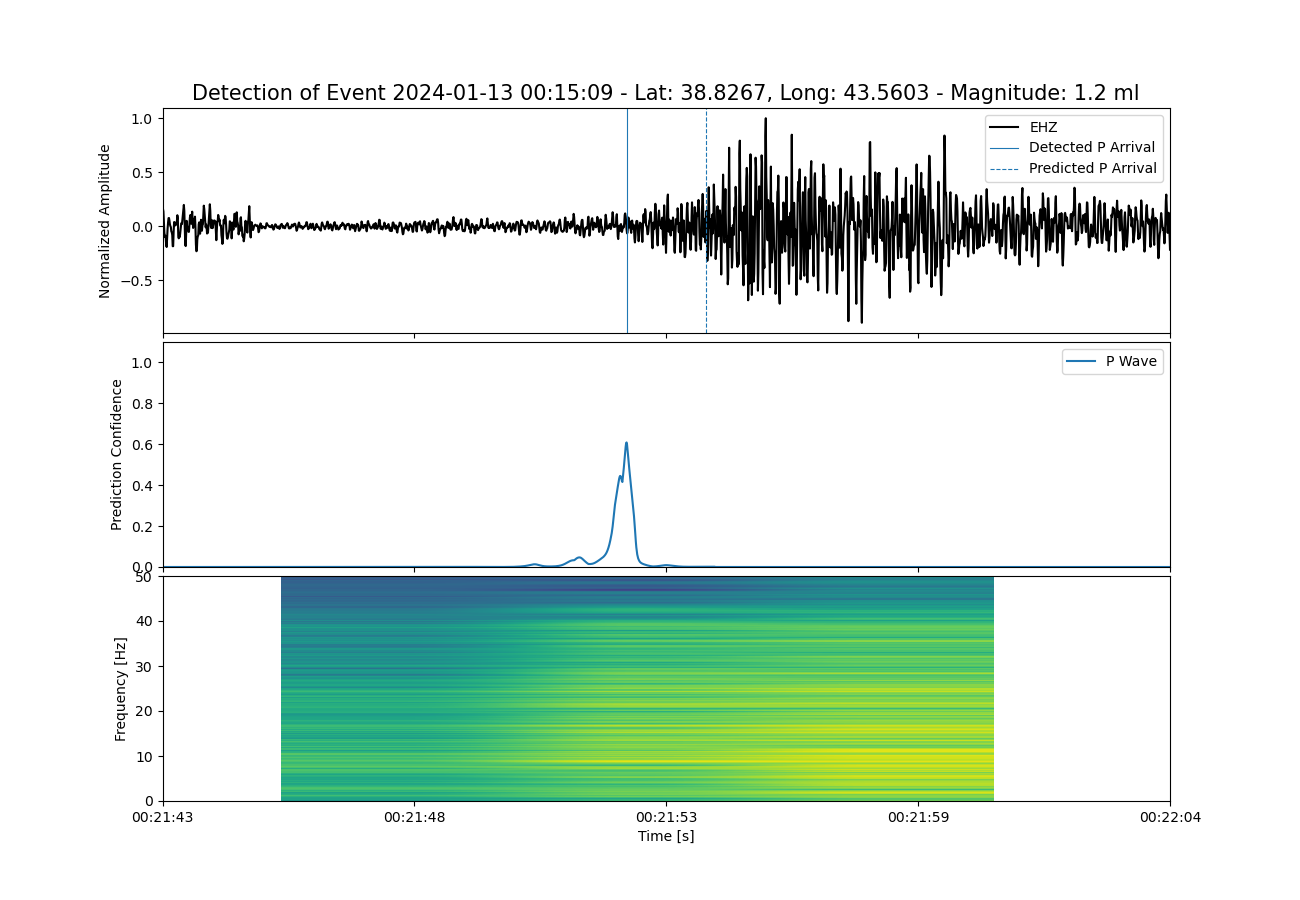 Detection of Event 2024-01-13 00:15:09 - Lat: 38.8267, Long: 43.5603 - Magnitude: 1.2 ml
Normalized Amplitude
1.0
0.5
0.0
−0.5
EHZ
Detected P Arrival
Predicted P Arrival
Prediction Confidence
1.0
0.8
0.6
0.4
0.2
0.0
P Wave
Frequency [Hz]
50
40
30
20
10
0
00:21:43 00:21:48 00:21:53 00:21:59 00:22:04
Time [s]